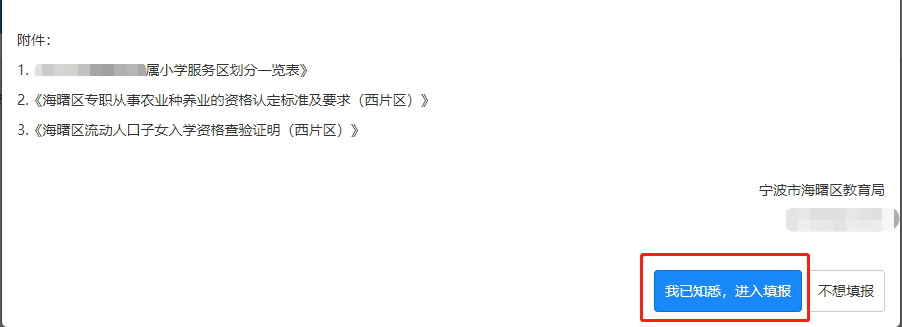 附件：
1. 属小学服务区划分一览表》
2.《海曙区专职从事农业种养业的资格认定标准及要求（西片区）》
3.《海曙区流动人口子女入学资格查验证明（西片区）》
宁波市海曙区教育局
我已知悉，进入填报 不想填报